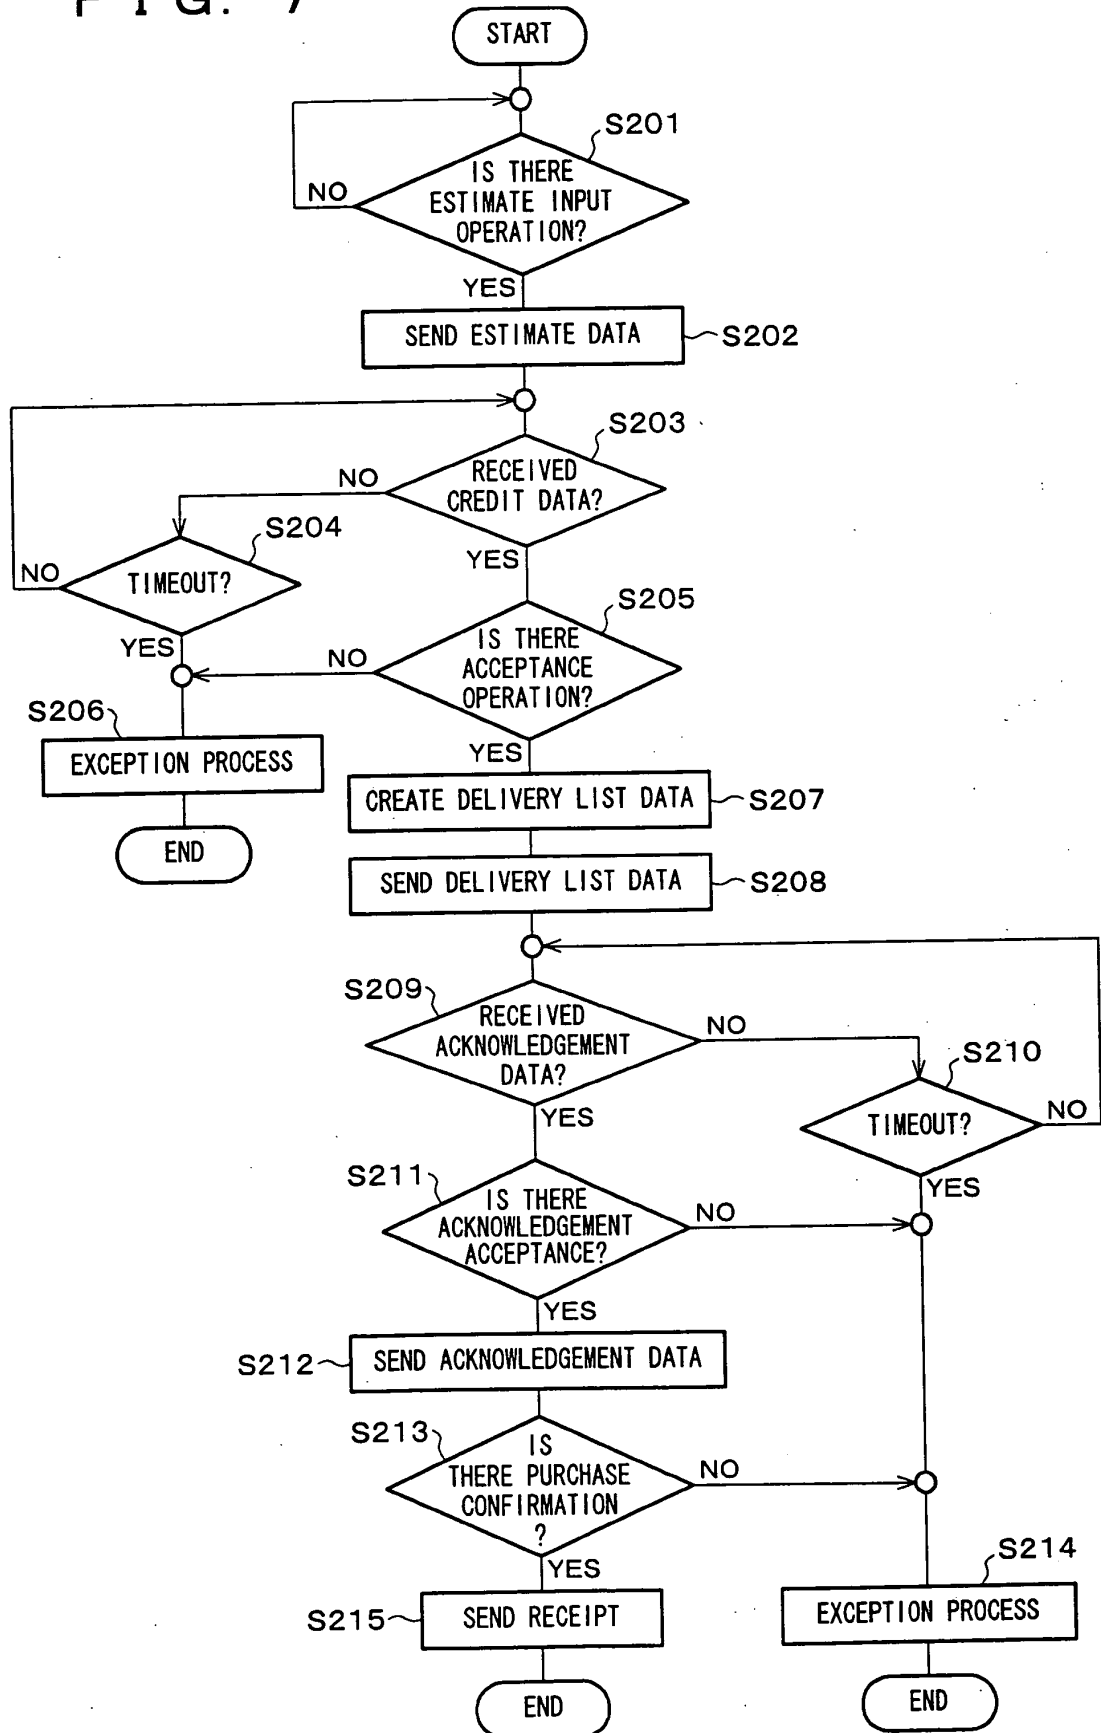 FIG. 7
START
S201
IS THERE
ESTIMATE INPUT
OPERATION?
NO
YES
SEND ESTIMATE DATA
S202
S203
RECEIVED
CREDIT DATA?
NO
S204
YES
TIMEOUT?
NO
S205
YES
IS THERE
ACCEPTANCE
OPERATION?
NO
S206
YES
EXCEPTION PROCESS
CREATE DELIVERY LIST DATA
S207
END
SEND DELIVERY LIST DATA
S208
S209
RECEIVED
ACKNOWLEDGEMENT
DATA?
NO
S210
YES
TIMEOUT?
NO
S211
YES
IS THERE
ACKNOWLEDGEMENT
ACCEPTANCE?
NO
YES
S212
SEND ACKNOWLEDGEMENT DATA
S213
IS
THERE PURCHASE
CONFIRMATION
?
NO
YES
S214
S215
SEND RECEIPT
EXCEPTION PROCESS
END
END